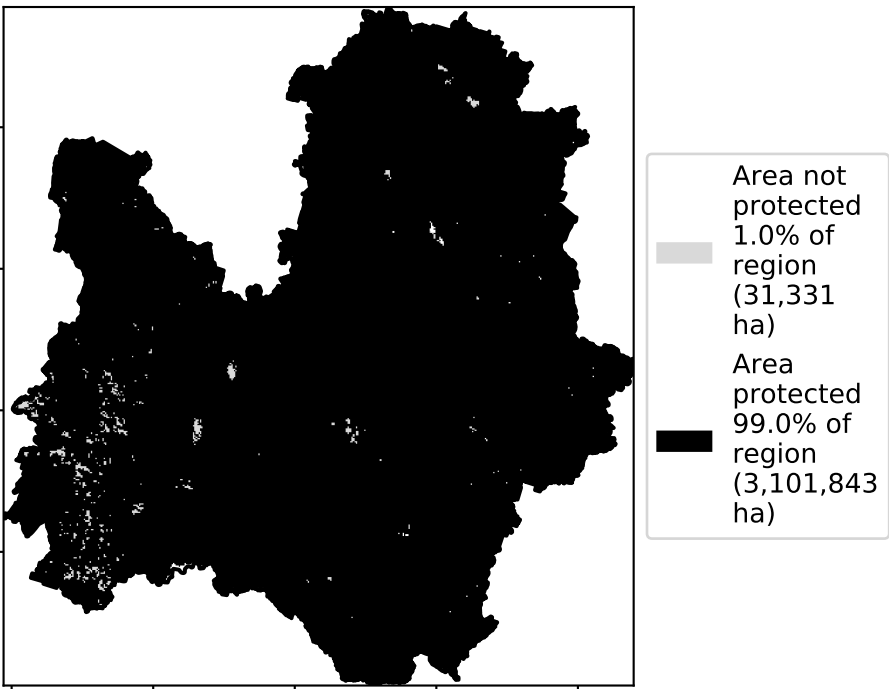 Area not
protected
1.0% of
region
(31,331
ha)
Area
protected
99.0% of
region
(3,101,843
ha)